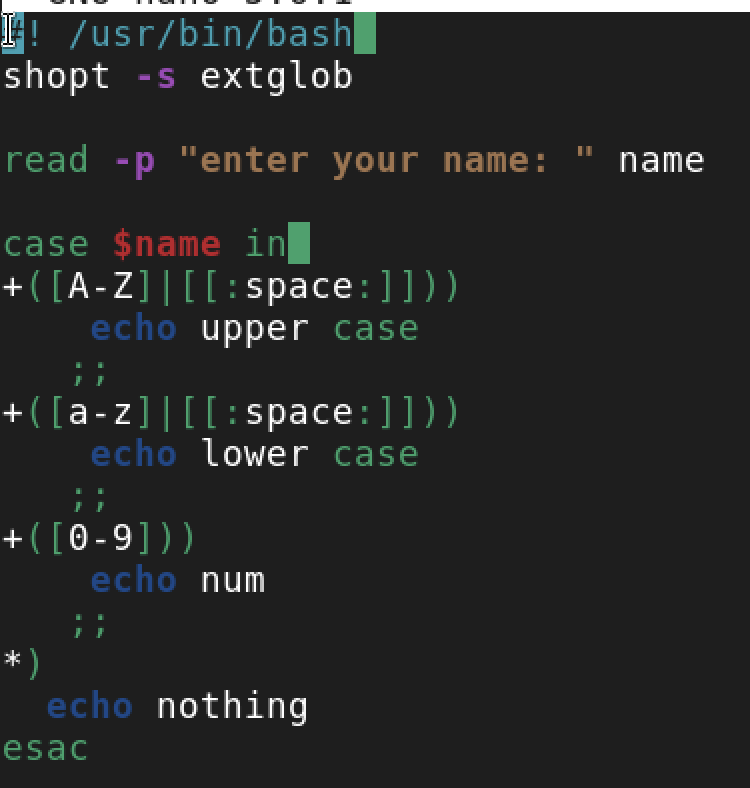 #! /usr/bin/bash
shopt -s extglob
read -p "enter your name: " name
case $name in
+([A-Z]|[[:space:]]))
echo upper case
;;
+([a-z]|[[:space:]]))
echo lower case
;;
+([0-9]))
echo num
;;
*)
echo nothing
esac